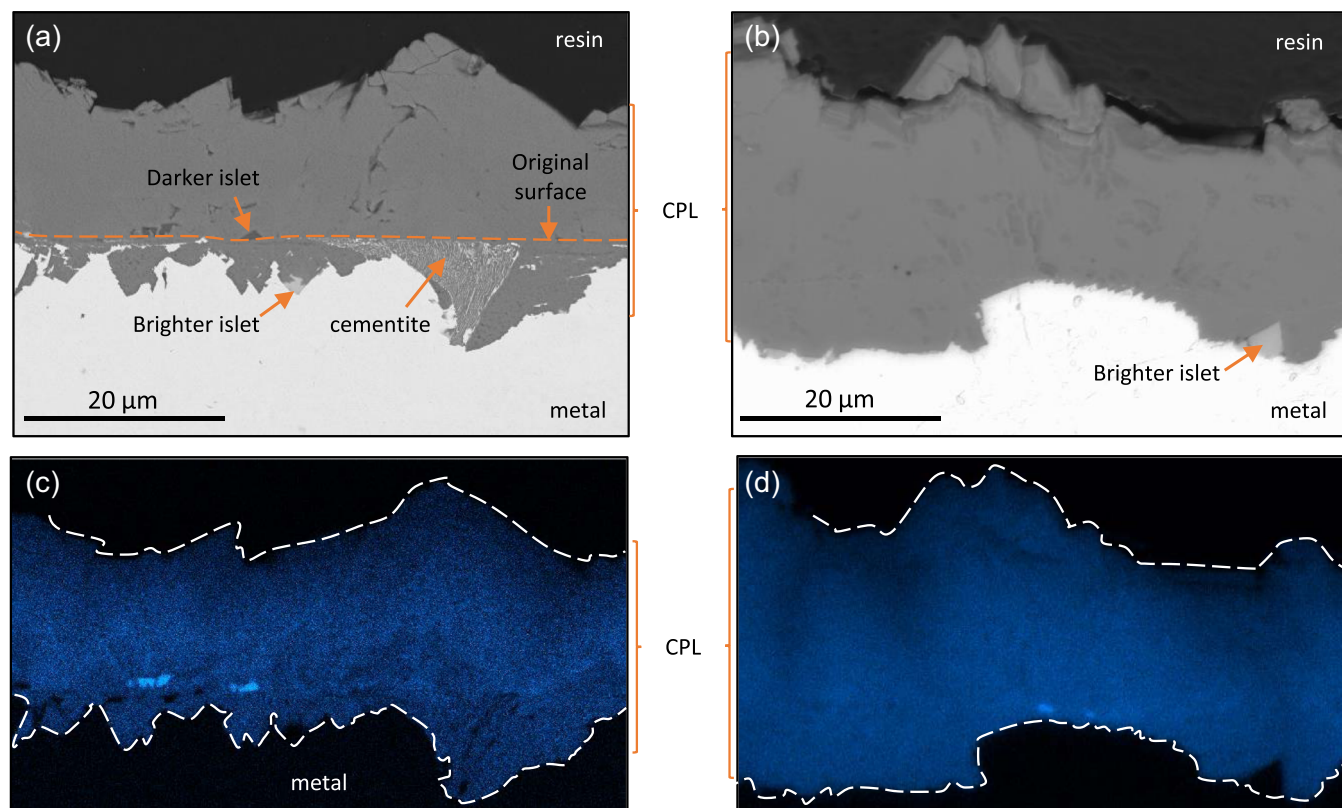 (a)
resin
Darker islet
Original
surface
Brighter islet
cementite
20 µm
metal
CPL
(b)
resin
Brighter islet
20 µm
metal
(c)
metal
CPL
(d)